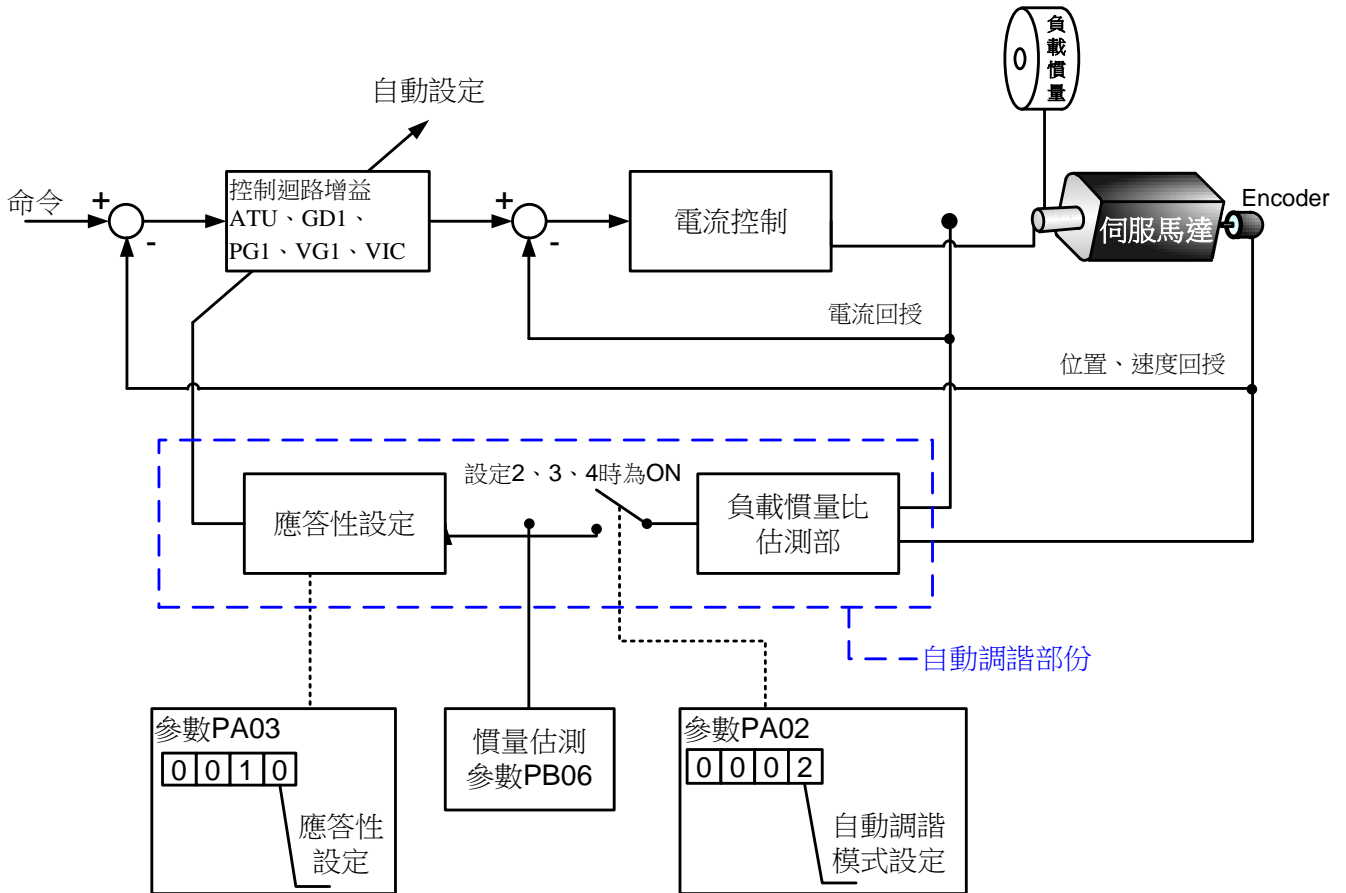 負
載
慣
量
自動設定
命令
+
-
控制迴路增益
ATU、GD1、
PG1、VG1、VIC
+
-
電流控制
伺服馬達
Encoder
電流回授
位置、速度回授
設定2、3、4時為ON
應答性設定
負載慣量比
估測部
自動調諧部份
參數PA03
0 0 1 0
應答性
設定
慣量估測
參數PB06
參數PA02
0 0 0 2
自動調諧
模式設定